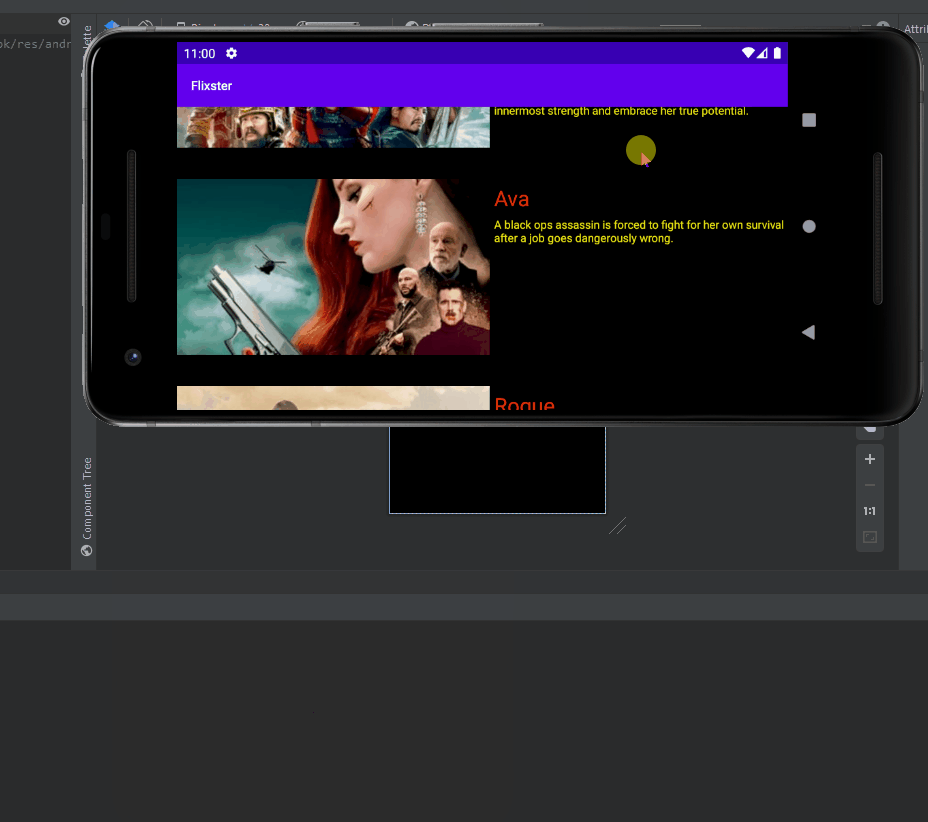 ok/res/andr
Attri
11:00
Flixster
innermost strength and embrace her true potential.
Ava
A black ops assassin is forced to fight for her own survival
after a job goes dangerously wrong.
Rogue
Component Tree
1:1